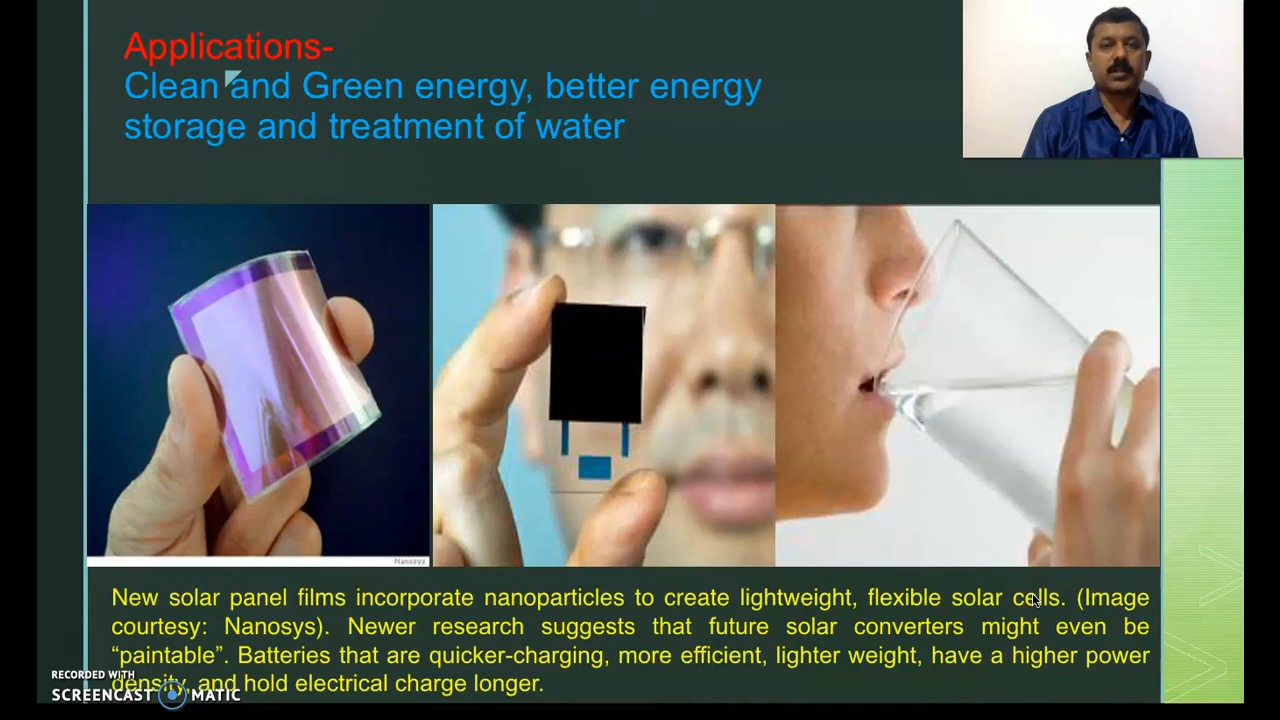 Applications-
Clean and Green energy, better energy
storage and treatment of water
Nanosys
New solar panel films incorporate nanoparticles to create lightweight, flexible solar cells. (Image
courtesy: Nanosys). Newer research suggests that future solar converters might even be
“paintable”. Batteries that are quicker-charging, more efficient, lighter weight, have a higher power
density, and hold electrical charge longer.
RECORDED WITH
SCREENCAST MATIC